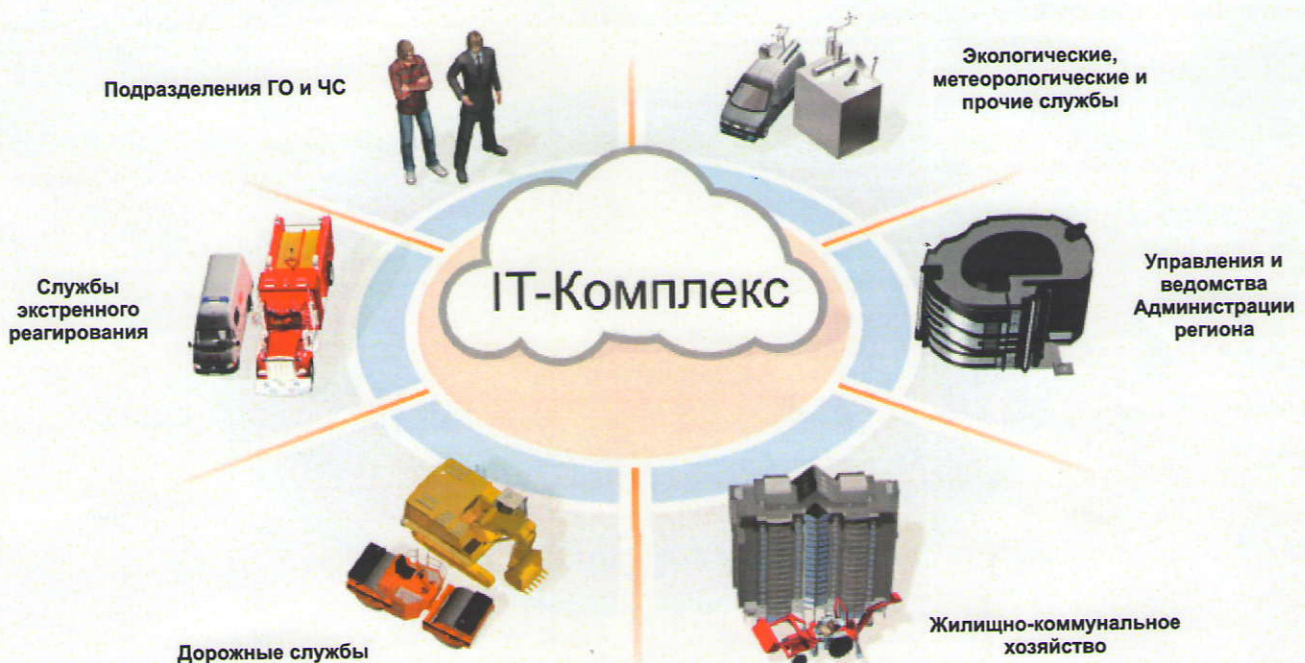 Подразделения ГО и ЧС
Экологические,
метеорологические и
прочие службы
Службы
экстренного
реагирования
IT-Комплекс
Управления и
ведомства
Администрации
региона
Дорожные службы
Жилищно-коммунальное
хозяйство